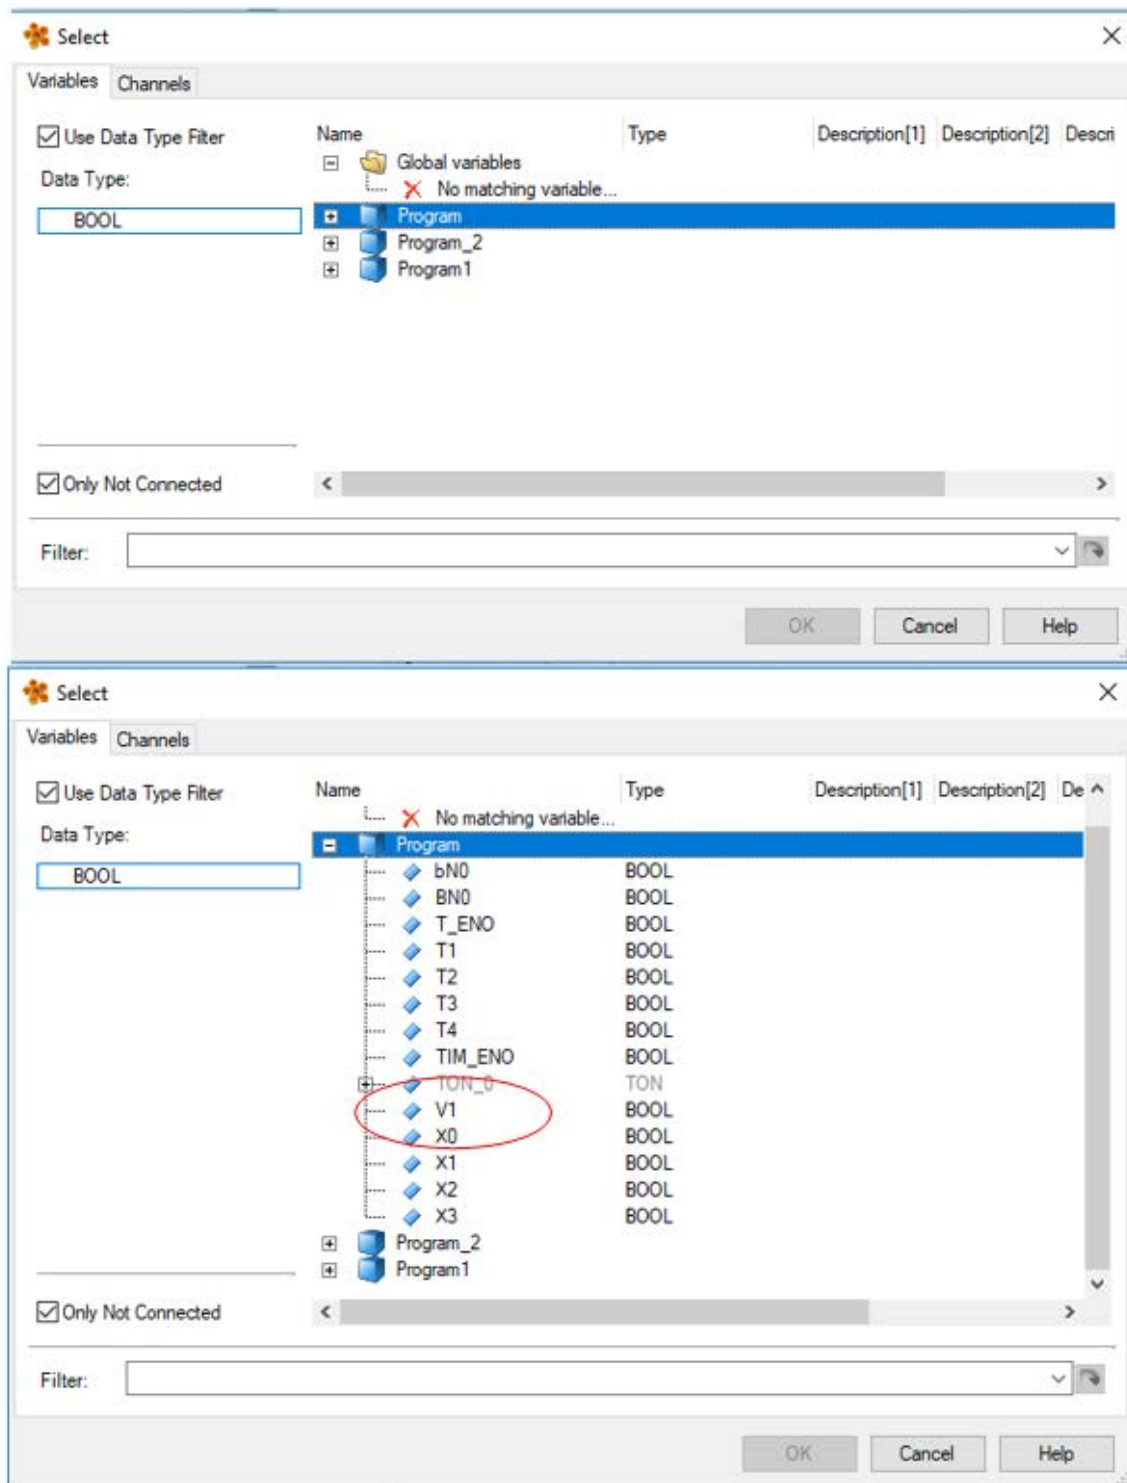 Select
Variables Channels
Use Data Type Filter
Name Type Description[1] Description[2] Descri
Global variables
Data Type:
No matching variable...
BOOL
Program
Program_2
Program1
Only Not Connected
Filter:
OK Cancel Help
Select
Variables Channels
Use Data Type Filter
Name Type Description[1] Description[2] De
No matching variable...
Data Type:
Program
BOOL
bN0 BOOL
BN0 BOOL
T_ENO BOOL
T1 BOOL
T2 BOOL
T3 BOOL
T4 BOOL
TIM_ENO BOOL
TON_0 TON
V1 BOOL
X0 BOOL
X1 BOOL
X2 BOOL
X3 BOOL
Program_2
Program1
Only Not Connected
Filter:
OK Cancel Help